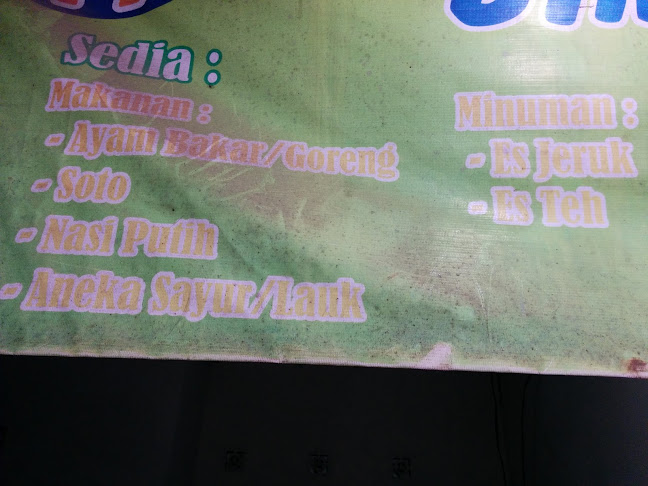 Sedia :
Makanan :
- Ayam Bakar/Goreng
- Soto
- Nasi Putih
- Aneka Sayur/Lauk
Minuman :
- Es Jeruk
- Es Teh